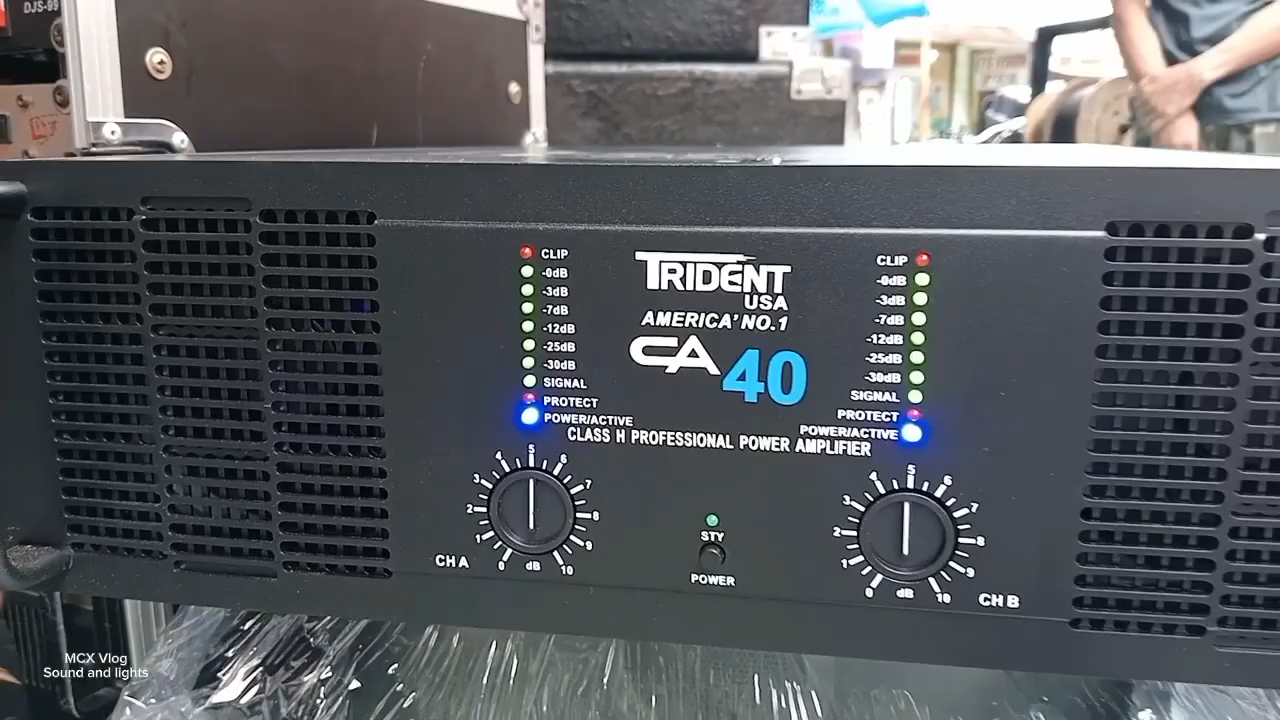 DJS-99
TRIDENT
USA
AMERICA' NO.1
CA 40
CLASS H PROFESSIONAL POWER AMPLIFIER
CLIP
-0dB
-3dB
-7dB
-12dB
-25dB
-30dB
SIGNAL
PROTECT
POWER/ACTIVE
CLIP
-0dB
-3dB
-7dB
-12dB
-25dB
-30dB
SIGNAL
PROTECT
POWER/ACTIVE
0 1 2 3 4 5 6 7 8 9 10
dB
CH A
STY
POWER
0 1 2 3 4 5 6 7 8 9 10
dB
CH B
MCX Vlog
Sound and lights